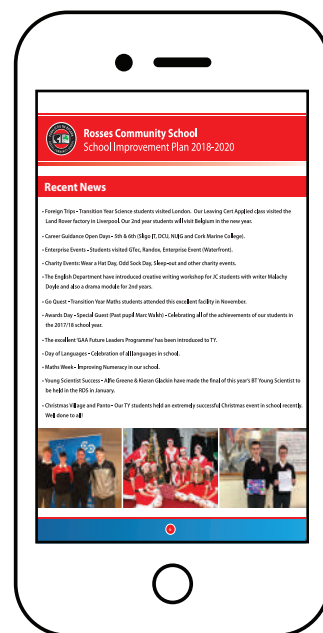 Rosses Community School
School Improvement Plan 2018-2020
Recent News
• Foreign Trips - Transition Year Science students visited London. Our Leaving Cert Applied class visited the
Land Rover factory in Liverpool. Our 2nd year students will visit Belgium in the new year.
• Career Guidance Open Days - 5th & 6th (Sligo IT, DCU, NUIG and Cork Marine College).
• Enterprise Events - Students visited GTec, Randox, Enterprise Event (Waterfront).
• Charity Events: Wear a Hat Day, Odd Sock Day, Sleep-out and other charity events.
• The English Department have introduced creative writing workshop for JC students with writer Malachy
Doyle and also a drama module for 2nd years.
• Go Quest - Transition Year Maths students attended this excellent facility in November.
• Awards Day - Special Guest (Past pupil Marc Walsh) - Celebrating all of the achievements of our students in
the 2017/18 school year.
• The excellent 'GAA Future Leaders Programme' has been introduced to TY.
• Day of Languages - Celebration of all languages in school.
• Maths Week - Improving Numeracy in our school.
• Young Scientist Success - Alfie Greene & Kieran Glackin have made the final of this year's BT Young Scientist to
be held in the RDS in January.
• Christmas Village and Panto - Our TY students held an extremely successful Christmas event in school recently.
Well done to all!